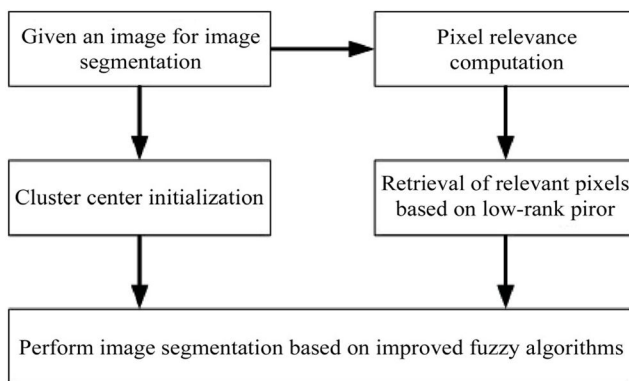 Given an image for image
segmentation
Pixel relevance
computation
Cluster center initialization
Retrieval of relevant pixels
based on low-rank piror
Perform image segmentation based on improved fuzzy algorithms